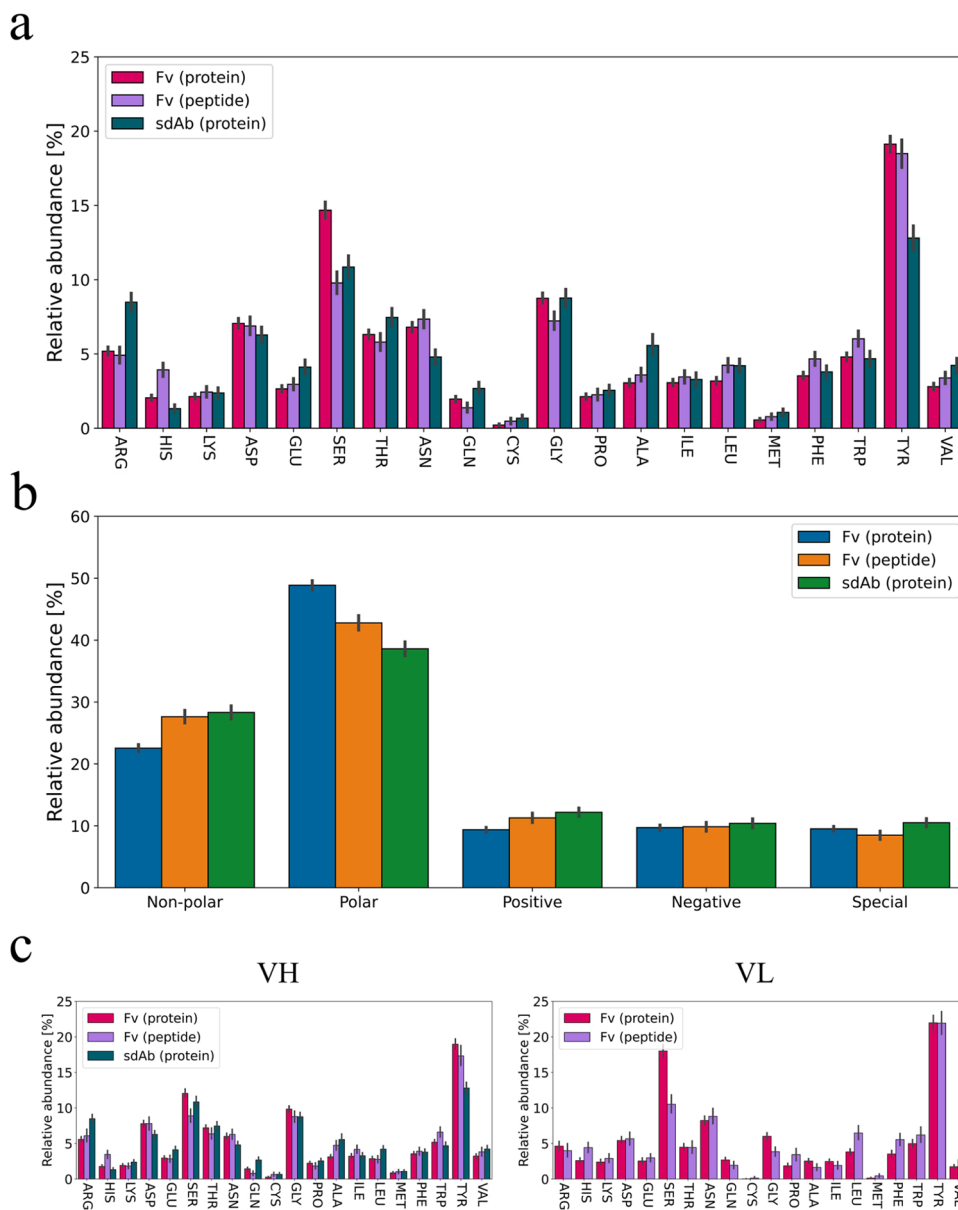 a
25
20
15
10
5
0
Relative abundance [%]
Fv (protein)
Fv (peptide)
sdAb (protein)
ARG HIS LYS ASP GLU SER THR ASN GLN CYS GLY PRO ALA ILE LEU MET PHE TRP TYR VAL
b
60
50
40
30
20
10
0
Relative abundance [%]
Fv (protein)
Fv (peptide)
sdAb (protein)
Non-polar Polar Positive Negative Special
c
VH
25
20
15
10
5
0
Relative abundance [%]
Fv (protein)
Fv (peptide)
sdAb (protein)
ARG HIS LYS ASP GLU SER THR ASN GLN CYS GLY PRO ALA ILE LEU MET PHE TRP TYR VAL
VL
25
20
15
10
5
0
Relative abundance [%]
Fv (protein)
Fv (peptide)
ARG HIS LYS ASP GLU SER THR ASN GLN CYS GLY PRO ALA ILE LEU MET PHE TRP TYR VAL